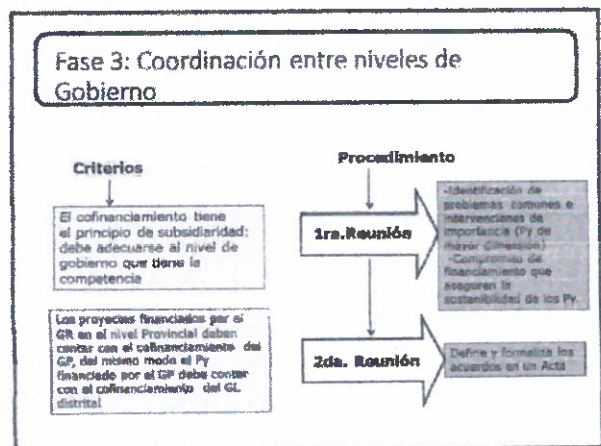 Fase 3: Coordinación entre niveles de
Gobierno
Criterios
El cofinanciamiento tiene
el principio de subsidiaridad:
debe adecuarse al nivel de
gobierno que tiene la
competencia
Los proyectos financiados por el
GR en el nivel Provincial deben
contar con el cofinanciamiento del
GP, del mismo modo el Py
financiado por el GP debe contar
con el cofinanciamiento del GL
distrital
Procedimiento
1ra.Reunión
-Identificación de
problemas comunes e
intervenciones de
importancia (Py de
mayor dimensión)
-Compromiso de
financiamiento que
aseguren la
sostenibilidad de los Py.
2da. Reunión
Define y formaliza los
acuerdos en un Acta